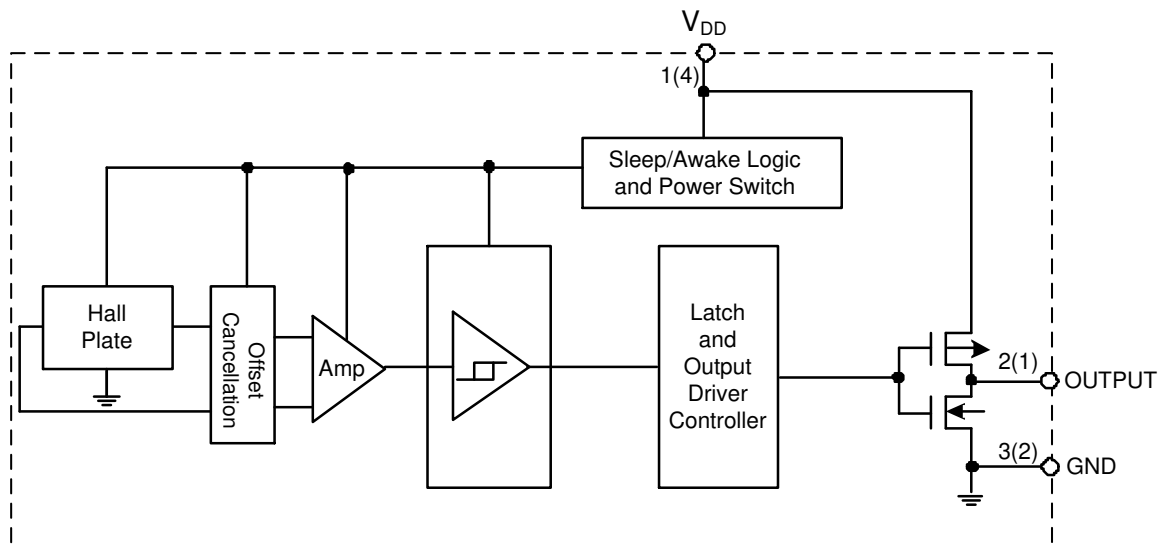 VDD
1(4)
Sleep/Awake Logic
and Power Switch
Hall
Plate
Offset
Cancellation
Amp
Latch
and
Output
Driver
Controller
2(1)
OUTPUT
3(2)
GND